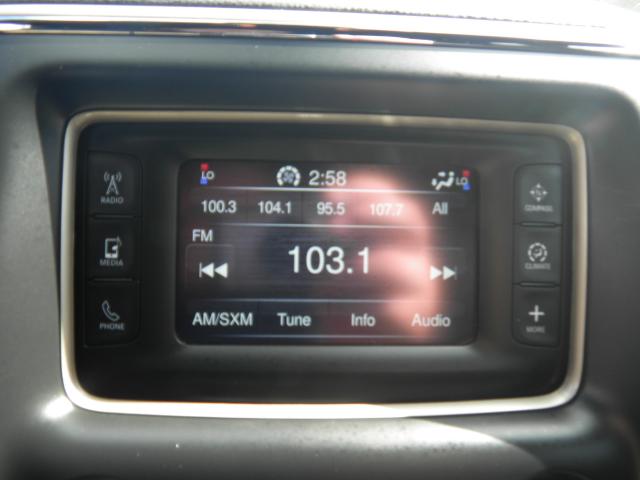 LO 2:58 LO
100.3 104.1 95.5 107.7 All
FM
103.1
AM/SXM Tune Info Audio
RADIO
MEDIA
PHONE
COMPASS
CLIMATE
MORE